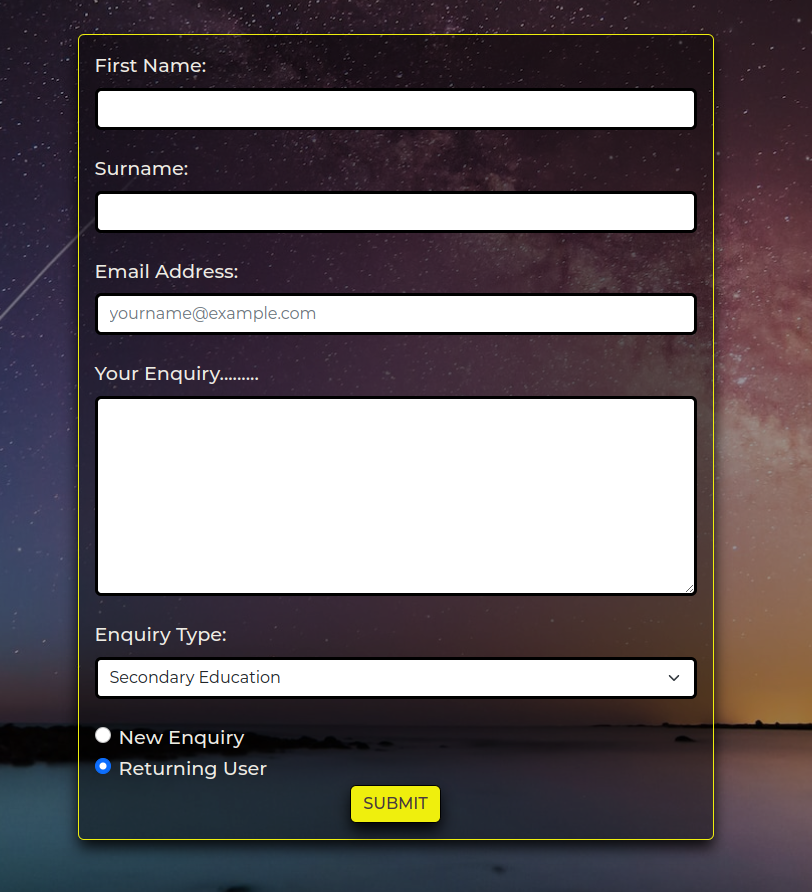 First Name:
Surname:
Email Address:
yourname@example.com
Your Enquiry.........
Enquiry Type:
Secondary Education
New Enquiry
Returning User
SUBMIT